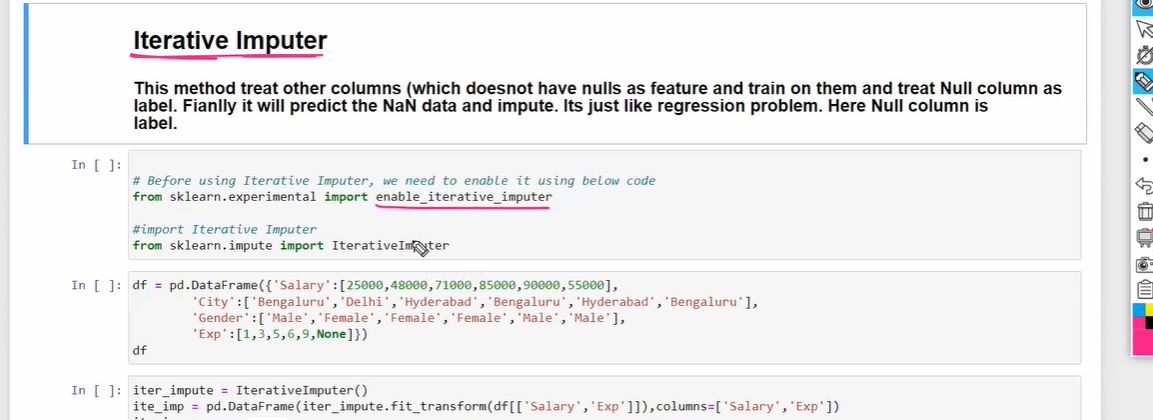 Iterative Imputer
This method treat other columns (which doesnot have nulls as feature and train on them and treat Null column as
label. Fianlly it will predict the NaN data and impute. Its just like regression problem. Here Null column is
label.
In [ ]:
# Before using Iterative Imputer, we need to enable it using below code
from sklearn.experimental import enable_iterative_imputer
#import Iterative Imputer
from sklearn.impute import IterativeImputer
In [ ]: df = pd.DataFrame({'Salary':[25000,48000,71000,85000,90000,55000],
'City':['Bengaluru','Delhi','Hyderabad','Bengaluru','Hyderabad','Bengaluru'],
'Gender':['Male','Female','Female','Female','Male','Male'],
'Exp':[1,3,5,6,9,None]})
df
In [ ]: iter_impute = IterativeImputer()
ite_imp = pd.DataFrame(iter_impute.fit_transform(df[['Salary','Exp']]),columns=['Salary','Exp'])